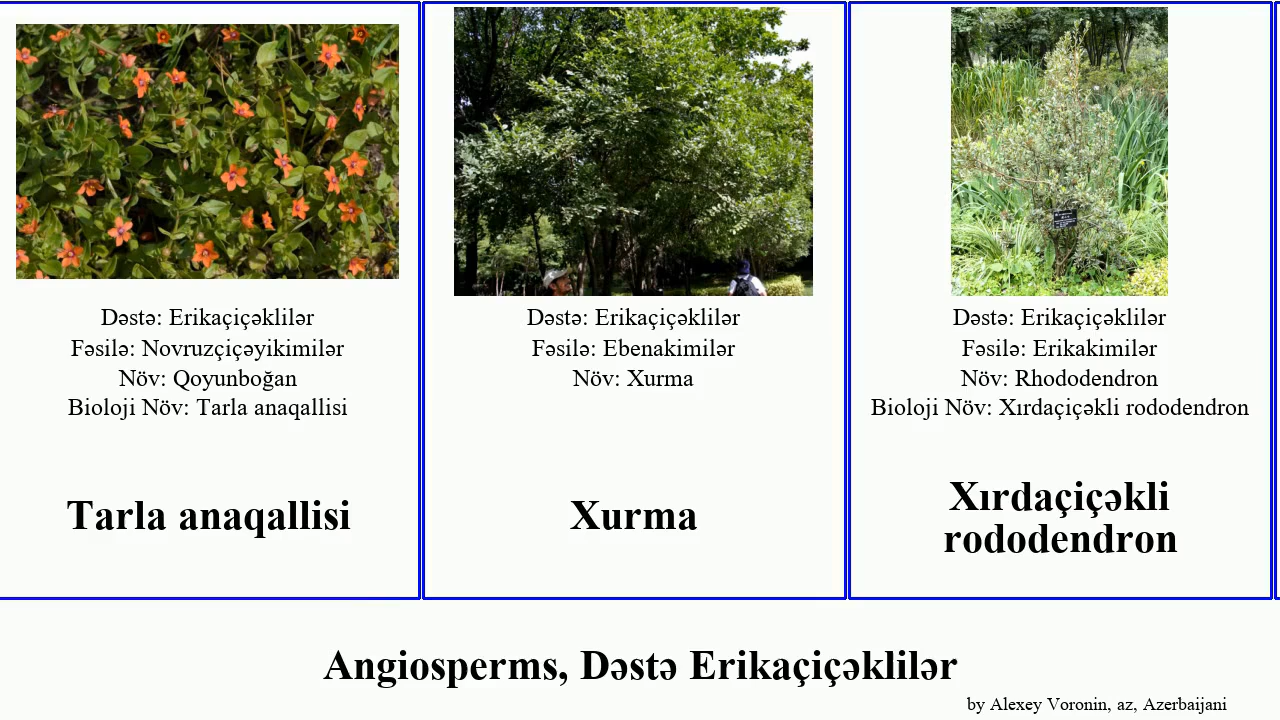 Dəstə: Erikaçiçəklilər
Fəsilə: Novruzçiçəyikimilər
Növ: Qoyunboğan
Bioloji Növ: Tarla anaqallisi
Tarla anaqallisi
Dəstə: Erikaçiçəklilər
Fəsilə: Ebenakimilər
Növ: Xurma
Xurma
Dəstə: Erikaçiçəklilər
Fəsilə: Erikakimilər
Növ: Rhododendron
Bioloji Növ: Xırdaçiçəkli rododendron
Xırdaçiçəkli
rododendron
Angiosperms, Dəstə Erikaçiçəklilər
by Alexey Voronin, az, Azerbaijani